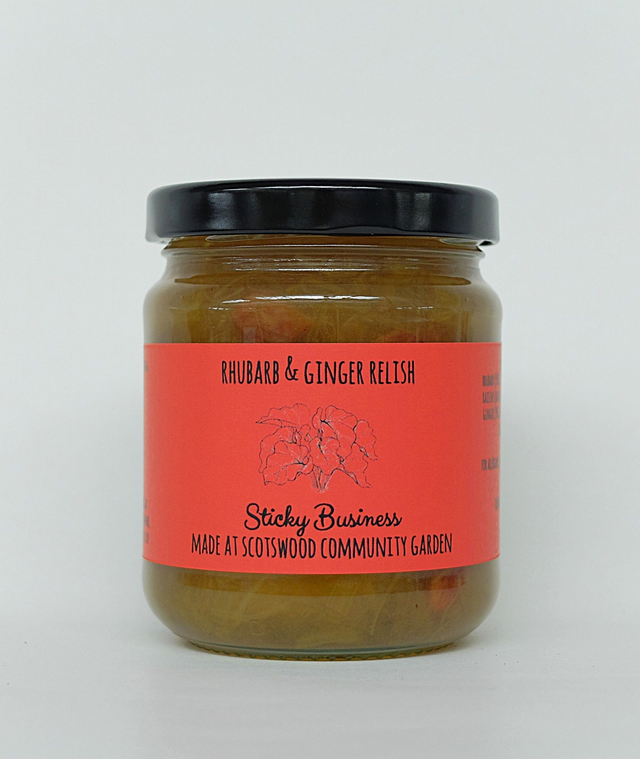 RHUBARB & GINGER RELISH
Sticky Business
MADE AT SCOTSWOOD COMMUNITY GARDEN